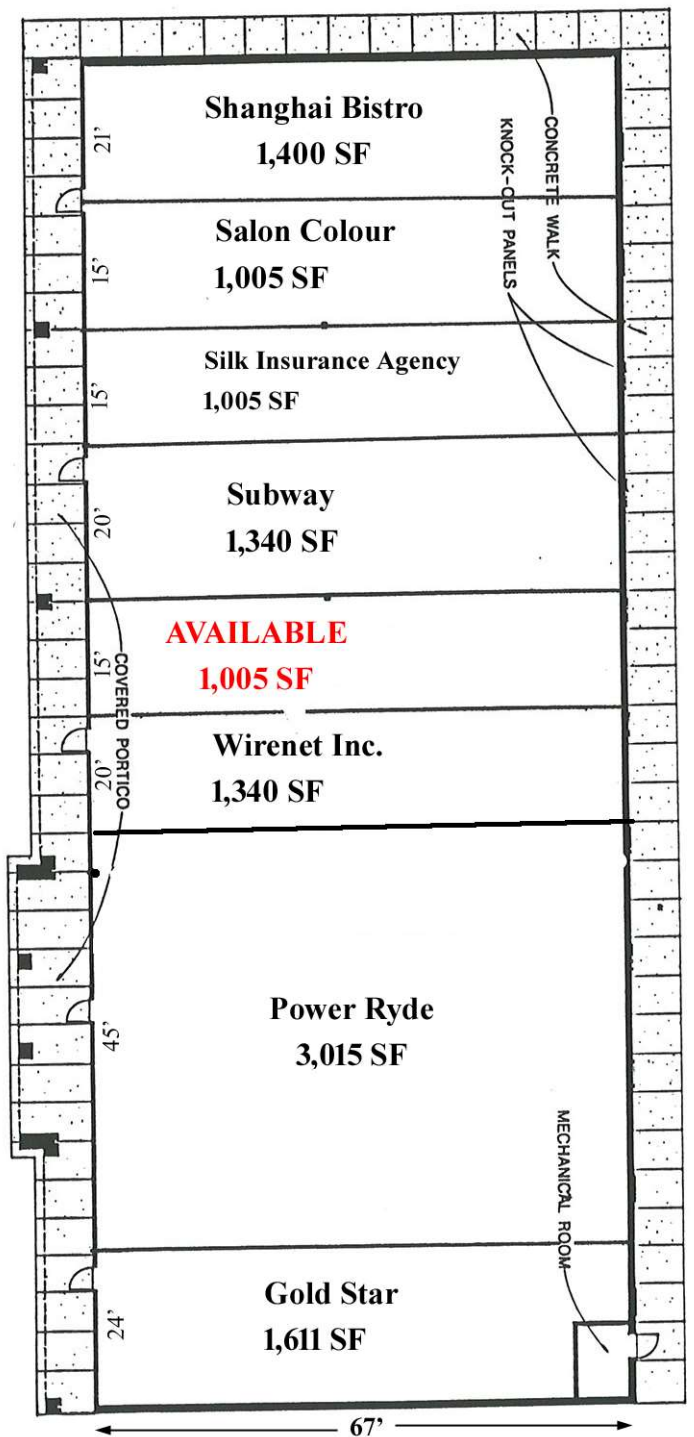 Shanghai Bistro
1,400 SF
21'
CONCRETE WALK
KNOCK-OUT PANELS
Salon Colour
1,005 SF
15'
Silk Insurance Agency
1,005 SF
15'
Subway
1,340 SF
20'
AVAILABLE
1,005 SF
15'
COVERED PORTICO
Wirenet Inc.
1,340 SF
20'
Power Ryde
3,015 SF
45'
MECHANICAL ROOM
Gold Star
1,611 SF
24'
67'